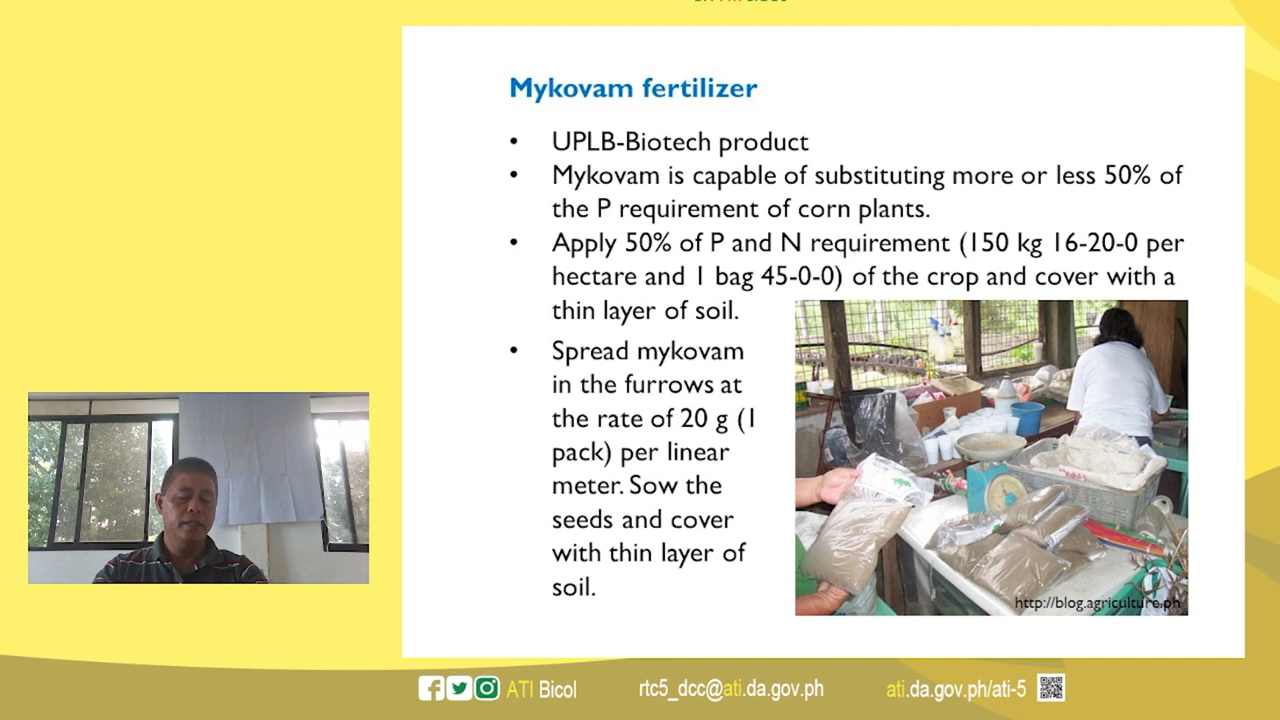 Mykovam fertilizer
• UPLB-Biotech product
• Mykovam is capable of substituting more or less 50% of
the P requirement of corn plants.
• Apply 50% of P and N requirement (150 kg 16-20-0 per
hectare and 1 bag 45-0-0) of the crop and cover with a
thin layer of soil.
• Spread mykovam
in the furrows at
the rate of 20 g (1
pack) per linear
meter. Sow the
seeds and cover
with thin layer of
soil.
http://blog.agriculture.ph
ATI Bicol
rtc5_dcc@ati.da.gov.ph
ati.da.gov.ph/ati-5